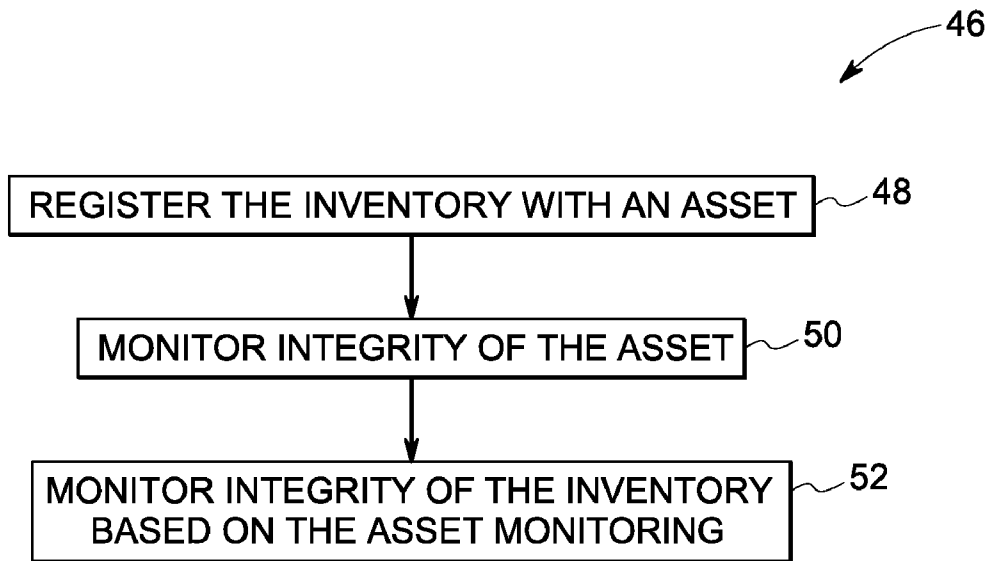 46
REGISTER THE INVENTORY WITH AN ASSET
48
MONITOR INTEGRITY OF THE ASSET
50
MONITOR INTEGRITY OF THE INVENTORY
BASED ON THE ASSET MONITORING
52